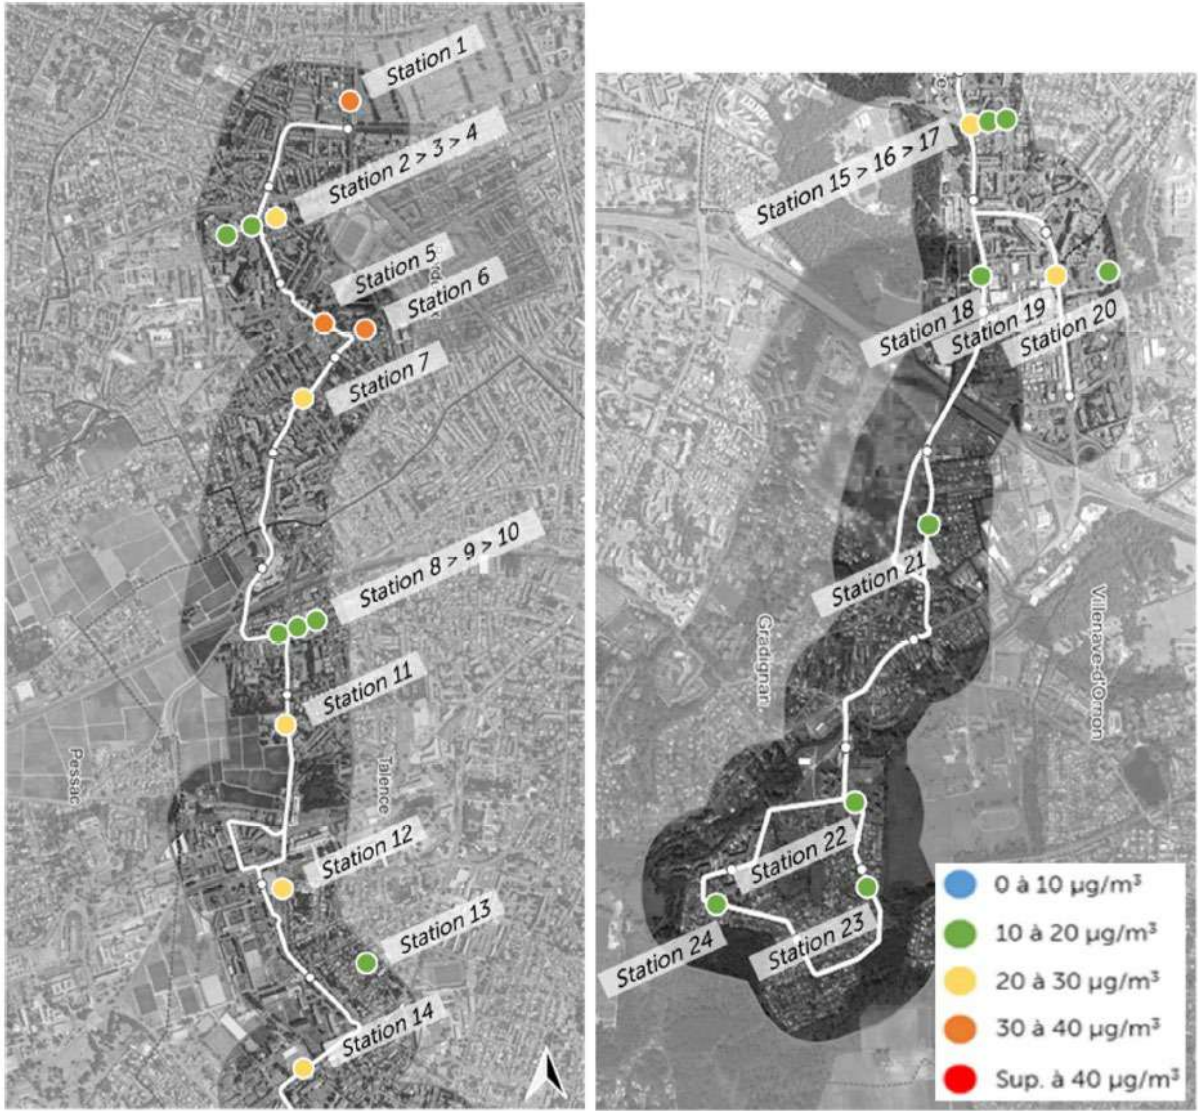 Station 1
Station 2 > 3 > 4
Station 5
Station 6
Station 7
Station 8 > 9 > 10
Station 11
Pessac
Talence
Station 12
Station 13
Station 14
Station 15 > 16 > 17
Station 18
Station 19
Station 20
Station 21
Gradignan
Villenave-d'Ornon
Station 22
Station 23
Station 24
0 à 10 µg/m³
10 à 20 µg/m³
20 à 30 µg/m³
30 à 40 µg/m³
Sup. à 40 µg/m³